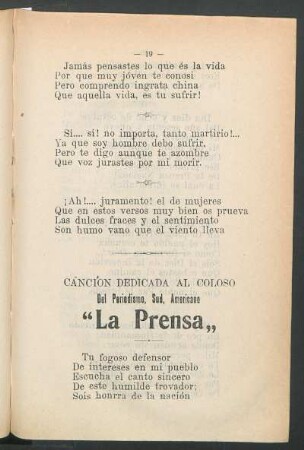 — 19 —
Jamás pensastes lo que és la vida
Por que muy jóven te conosi
Pero comprendo ingrata china
Que aquella vida, es tu sufrir!
Si.... sí! no importa, tanto martirio!...
Ya que soy hombre debo sufrir.
Pero te digo aunque te azombre
Que voz jurastes por mi morir.
¡Ah!.... juramento! el de mujeres
Que en éstos versos muy bien os prueva
Las dulces fraces y el sentimiento
Son humo vano que el viento lleva
CÁNCIÓN DEDICADA AL COLOSO
Del Periodismo, Sud, Americano
“La Prensa„
Tu fogoso defensor
De intereses en mi pueblo
Escucha el canto sincero
De este humilde trovador;
Sois honrra de la nación